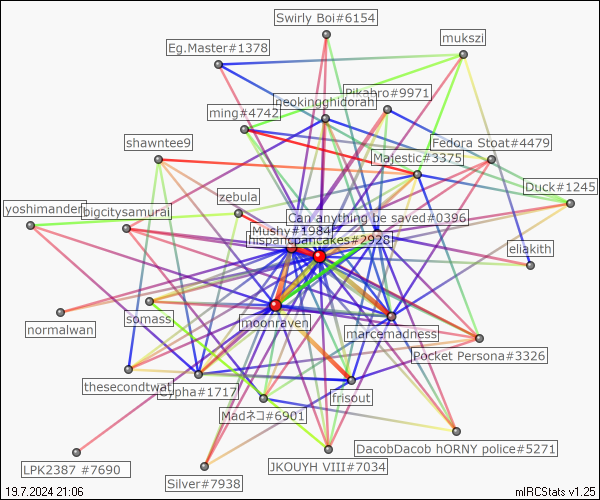 Swirly Boi#6154
mukszi
Eg.Master#1378
Pikabro#9971
neokingghidorah
ming#4742
shawntee9
Fedora Stoat#4479
Majestic#3375
Duck#1245
zebula
yoshimanden
bigcitysamurai
Can anything be saved#0396
Mushy#1984
hispanicpancakes#2928
eliakith
somass
normalwan
moonraven
marcemadness
Pocket Persona#3326
thesecondtwat
Cypha#1717
frisout
Madネコ#6901
DacobDacob hORNY police#5271
LPK2387 #7690
JKOUYH VIII#7034
Silver#7938
19.7.2024 21:06
mIRCStats v1.25